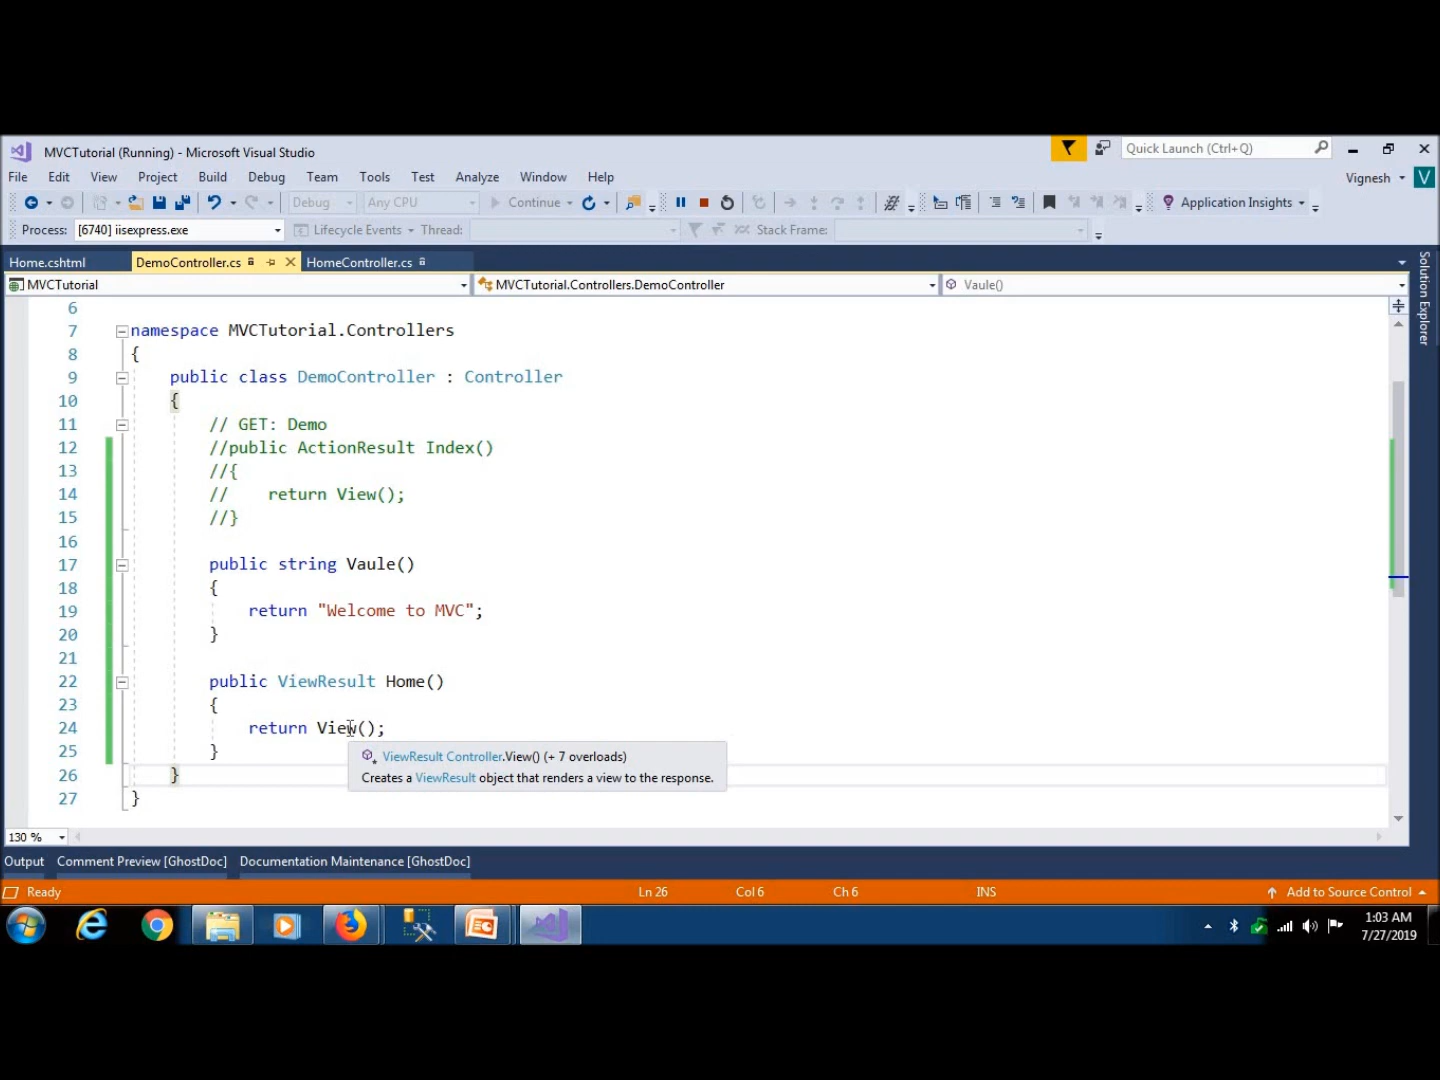 MVCTutorial (Running) - Microsoft Visual Studio
Quick Launch (Ctrl+Q)
File Edit View Project Build Debug Team Tools Test Analyze Window Help
Vignesh V
Debug Any CPU Continue Application Insights
Process: [6740] iisexpress.exe Lifecycle Events Thread: Stack Frame:
Home.cshtml DemoController.cs HomeController.cs
Solution Explorer
MVCTutorial MVCTutorial.Controllers.DemoController Vaule()
6
7 namespace MVCTutorial.Controllers
8 {
9 public class DemoController : Controller
10 {
11 // GET: Demo
12 //public ActionResult Index()
13 //{
14 // return View();
15 //}
16
17 public string Vaule()
18 {
19 return "Welcome to MVC";
20 }
21
22 public ViewResult Home()
23 {
24 return View();
25 }
ViewResult Controller.View() (+ 7 overloads)
Creates a ViewResult object that renders a view to the response.
26 }
27 }
130 %
Output Comment Preview [GhostDoc] Documentation Maintenance [GhostDoc]
Ready Ln 26 Col 6 Ch 6 INS Add to Source Control
1:03 AM
7/27/2019